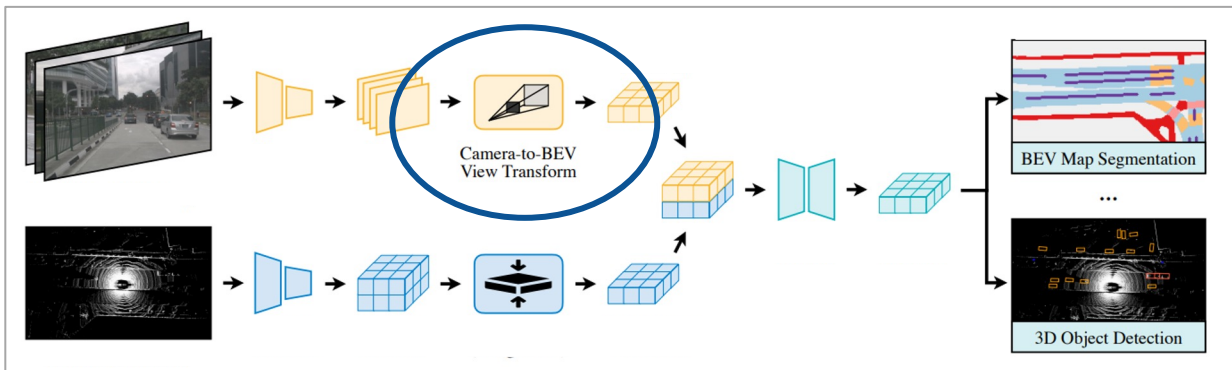 Camera-to-BEV
View Transform
BEV Map Segmentation
...
3D Object Detection